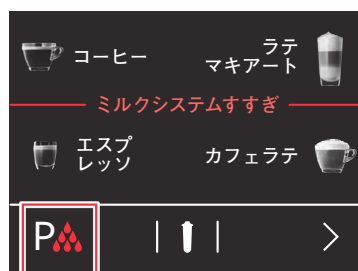 コーヒー
ラテ
マキアート
ミルクシステムすすぎ
エスプ
レッソ
カフェラテ
P